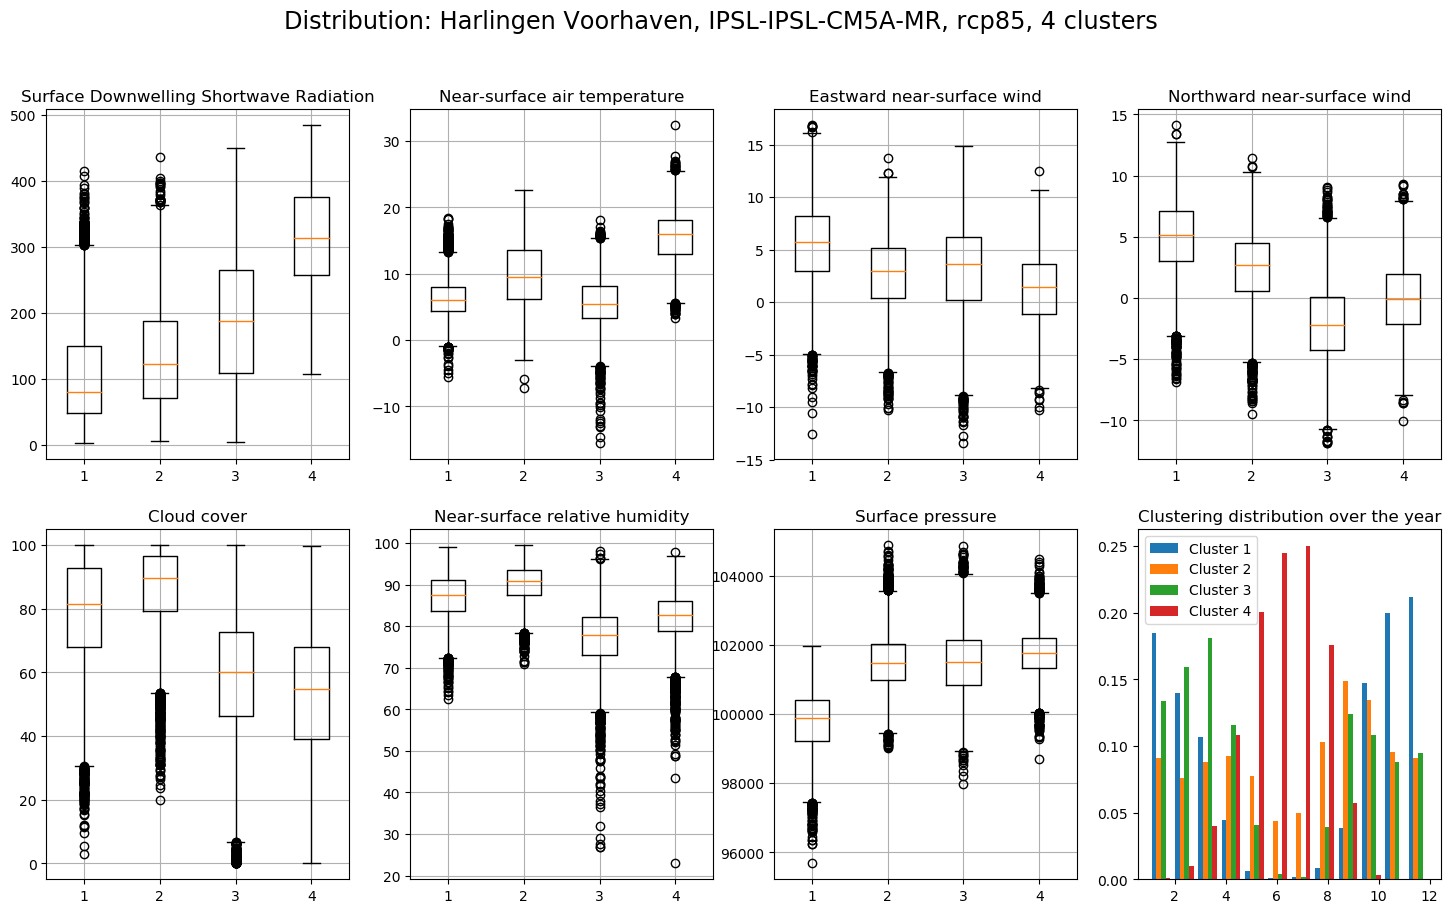 Distribution: Harlingen Voorhaven, IPSL-IPSL-CM5A-MR, rcp85, 4 clusters
Surface Downwelling Shortwave Radiation
500
400
300
200
100
0
1 2 3 4
Near-surface air temperature
30
20
10
0
−10
1 2 3 4
Eastward near-surface wind
15
10
5
0
−5
−10
−15
1 2 3 4
Northward near-surface wind
15
10
5
0
−5
−10
1 2 3 4
Cloud cover
100
80
60
40
20
0
1 2 3 4
Near-surface relative humidity
100
90
80
70
60
50
40
30
20
1 2 3 4
Surface pressure
104000
102000
100000
98000
96000
1 2 3 4
Clustering distribution over the year
Cluster 1
Cluster 2
Cluster 3
Cluster 4
0.25
0.20
0.15
0.10
0.05
0.00
2 4 6 8 10 12